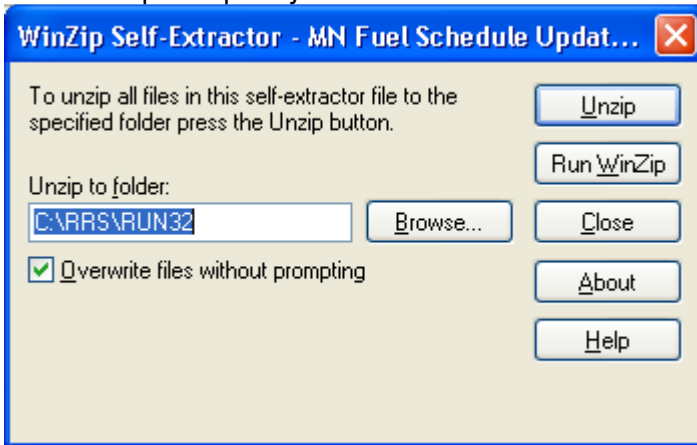 WinZip Self-Extractor - MN Fuel Schedule Updat...
To unzip all files in this self-extractor file to the
specified folder press the Unzip button.
Unzip to folder:
C:\RRS\RUN32
Browse...
Overwrite files without prompting
Unzip
Run WinZip
Close
About
Help